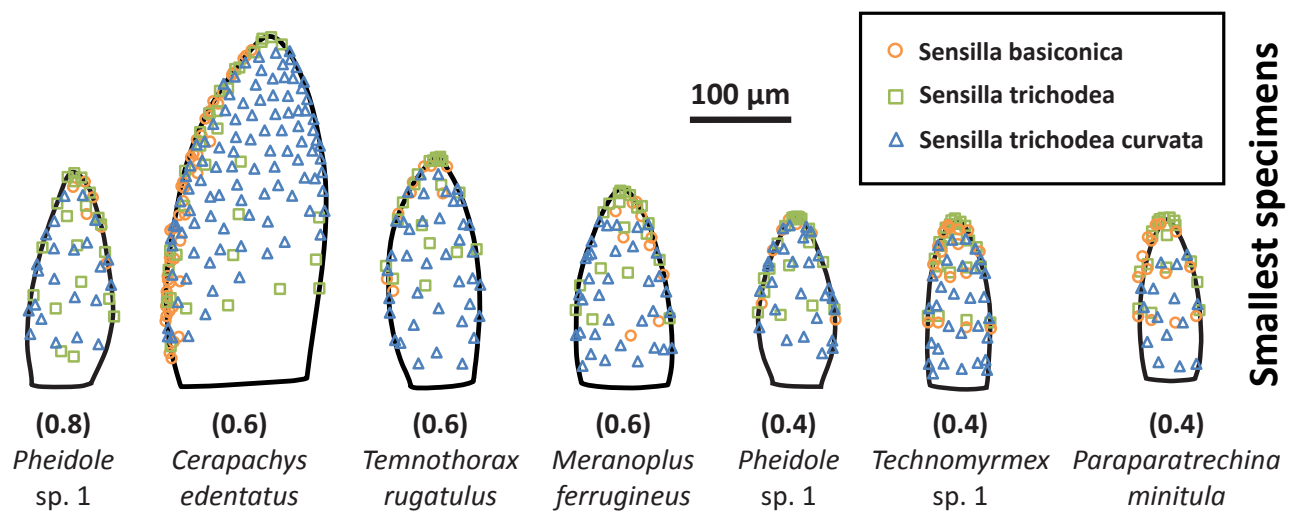 Sensilla basiconica
Sensilla trichodea
Sensilla trichodea curvata
100 µm
Smallest specimens
(0.8)
Pheidole
sp. 1
(0.6)
Cerapachys
edentatus
(0.6)
Temnothorax
rugatulus
(0.6)
Meranoplus
ferrugineus
(0.4)
Pheidole
sp. 1
(0.4)
Technomyrmex
sp. 1
(0.4)
Paraparatrechina
minitula